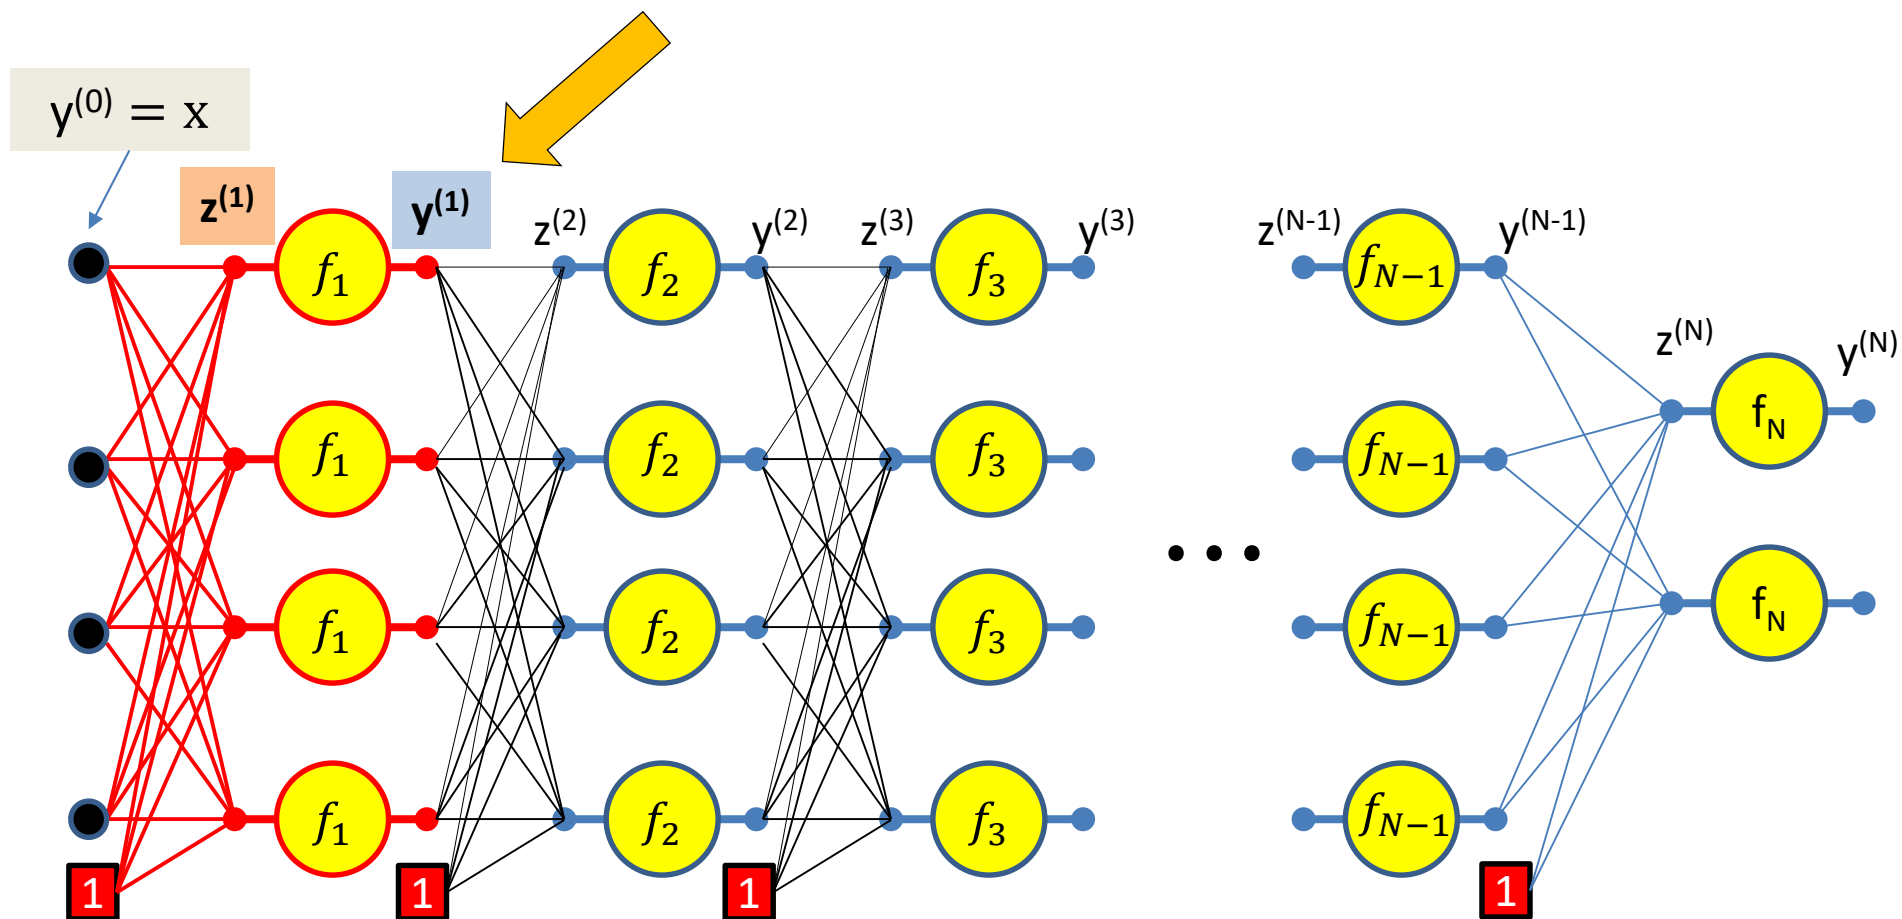 y(0) = x
z(1)
y(1)
z(2)
y(2)
z(3)
y(3)
z(N-1)
y(N-1)
z(N)
y(N)
f1 f2 f3 fN−1
fN
f1 f2 f3 fN−1
...
fN
f1 f2 f3 fN−1
f1 f2 f3 fN−1
1 1 1 1